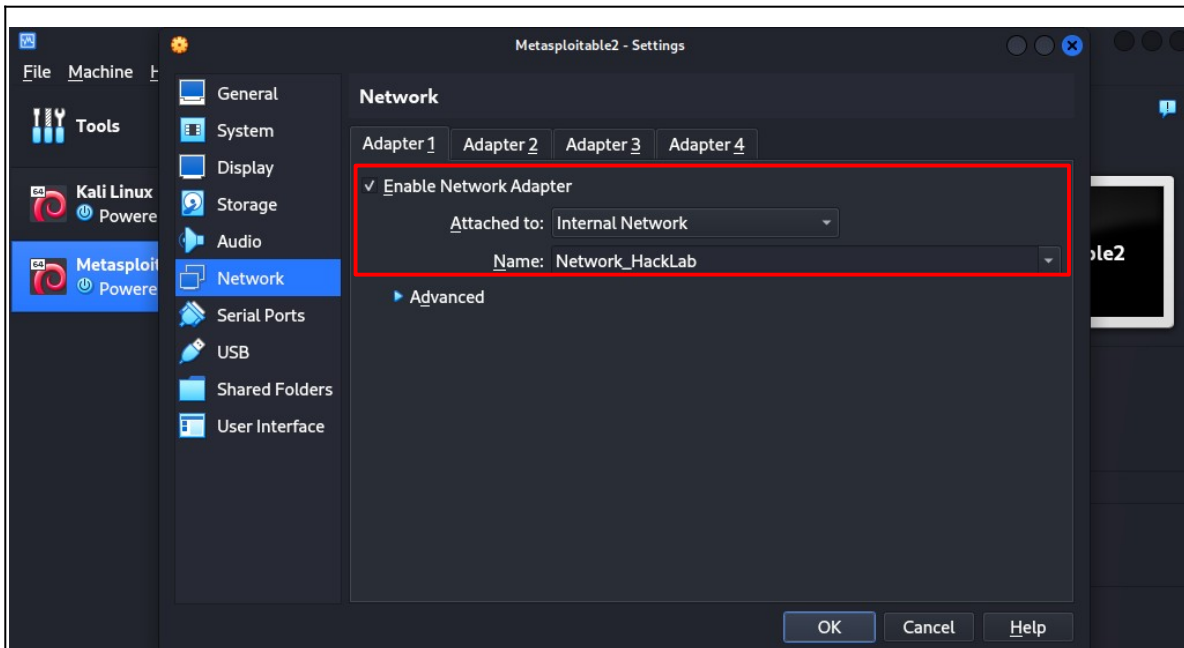 Metasploitable2 - Settings
File Machine H
Tools
Kali Linux
Powere
Metasploit
Powere
General
System
Display
Storage
Audio
Network
Serial Ports
USB
Shared Folders
User Interface
Network
Adapter 1 Adapter 2 Adapter 3 Adapter 4
Enable Network Adapter
Attached to: Internal Network
Name: Network_HackLab
Advanced
ble2
OK Cancel Help